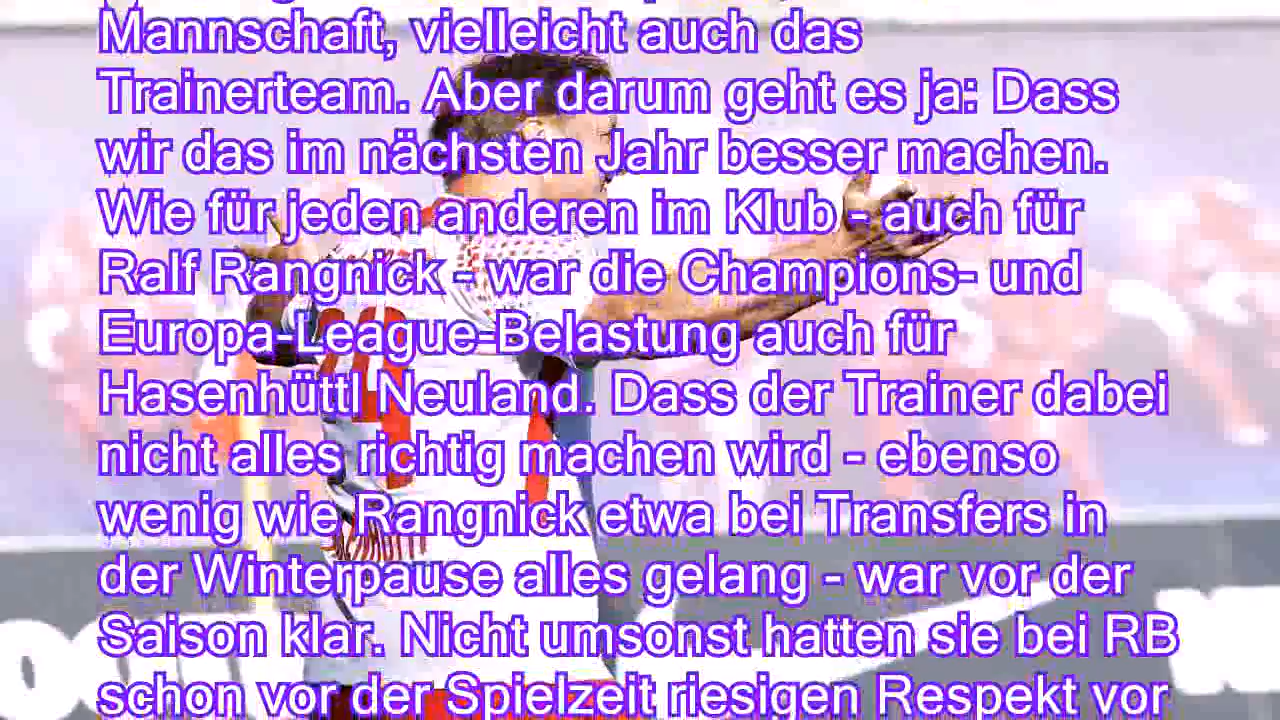 Mannschaft, vielleicht auch das
Trainerteam. Aber darum geht es ja: Dass
wir das im nächsten Jahr besser machen.
Wie für jeden anderen im Klub - auch für
Ralf Rangnick - war die Champions- und
Europa-League-Belastung auch für
Hasenhüttl Neuland. Dass der Trainer dabei
nicht alles richtig machen wird - ebenso
wenig wie Rangnick etwa bei Transfers in
der Winterpause alles gelang - war vor der
Saison klar. Nicht umsonst hatten sie bei RB
schon vor der Spielzeit riesigen Respekt vor